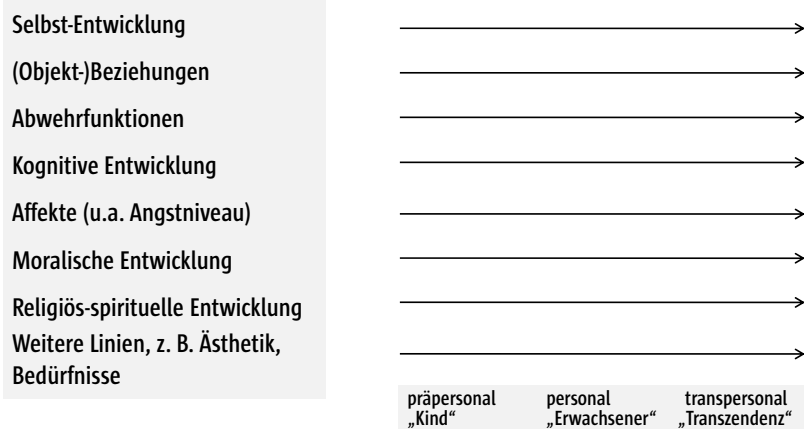 Selbst-Entwicklung
(Objekt-)Beziehungen
Abwehrfunktionen
Kognitive Entwicklung
Affekte (u.a. Angstniveau)
Moralische Entwicklung
Religiös-spirituelle Entwicklung
Weitere Linien, z. B. Ästhetik,
Bedürfnisse
präpersonal personal transpersonal
„Kind“ „Erwachsener“ „Transzendenz“